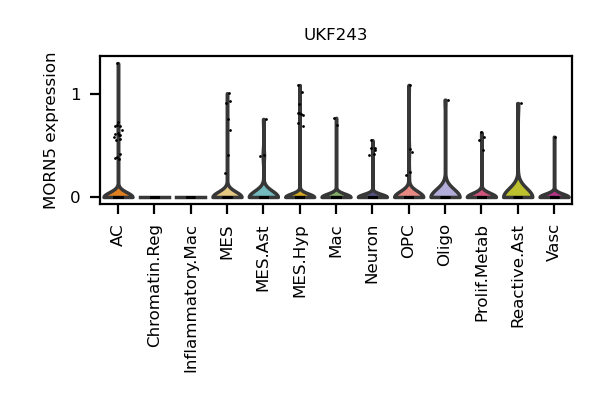 UKF243
MORN5 expression
1
0
AC
Chromatin.Reg
Inflammatory.Mac
MES
MES.Ast
MES.Hyp
Mac
Neuron
OPC
Oligo
Prolif.Metab
Reactive.Ast
Vasc